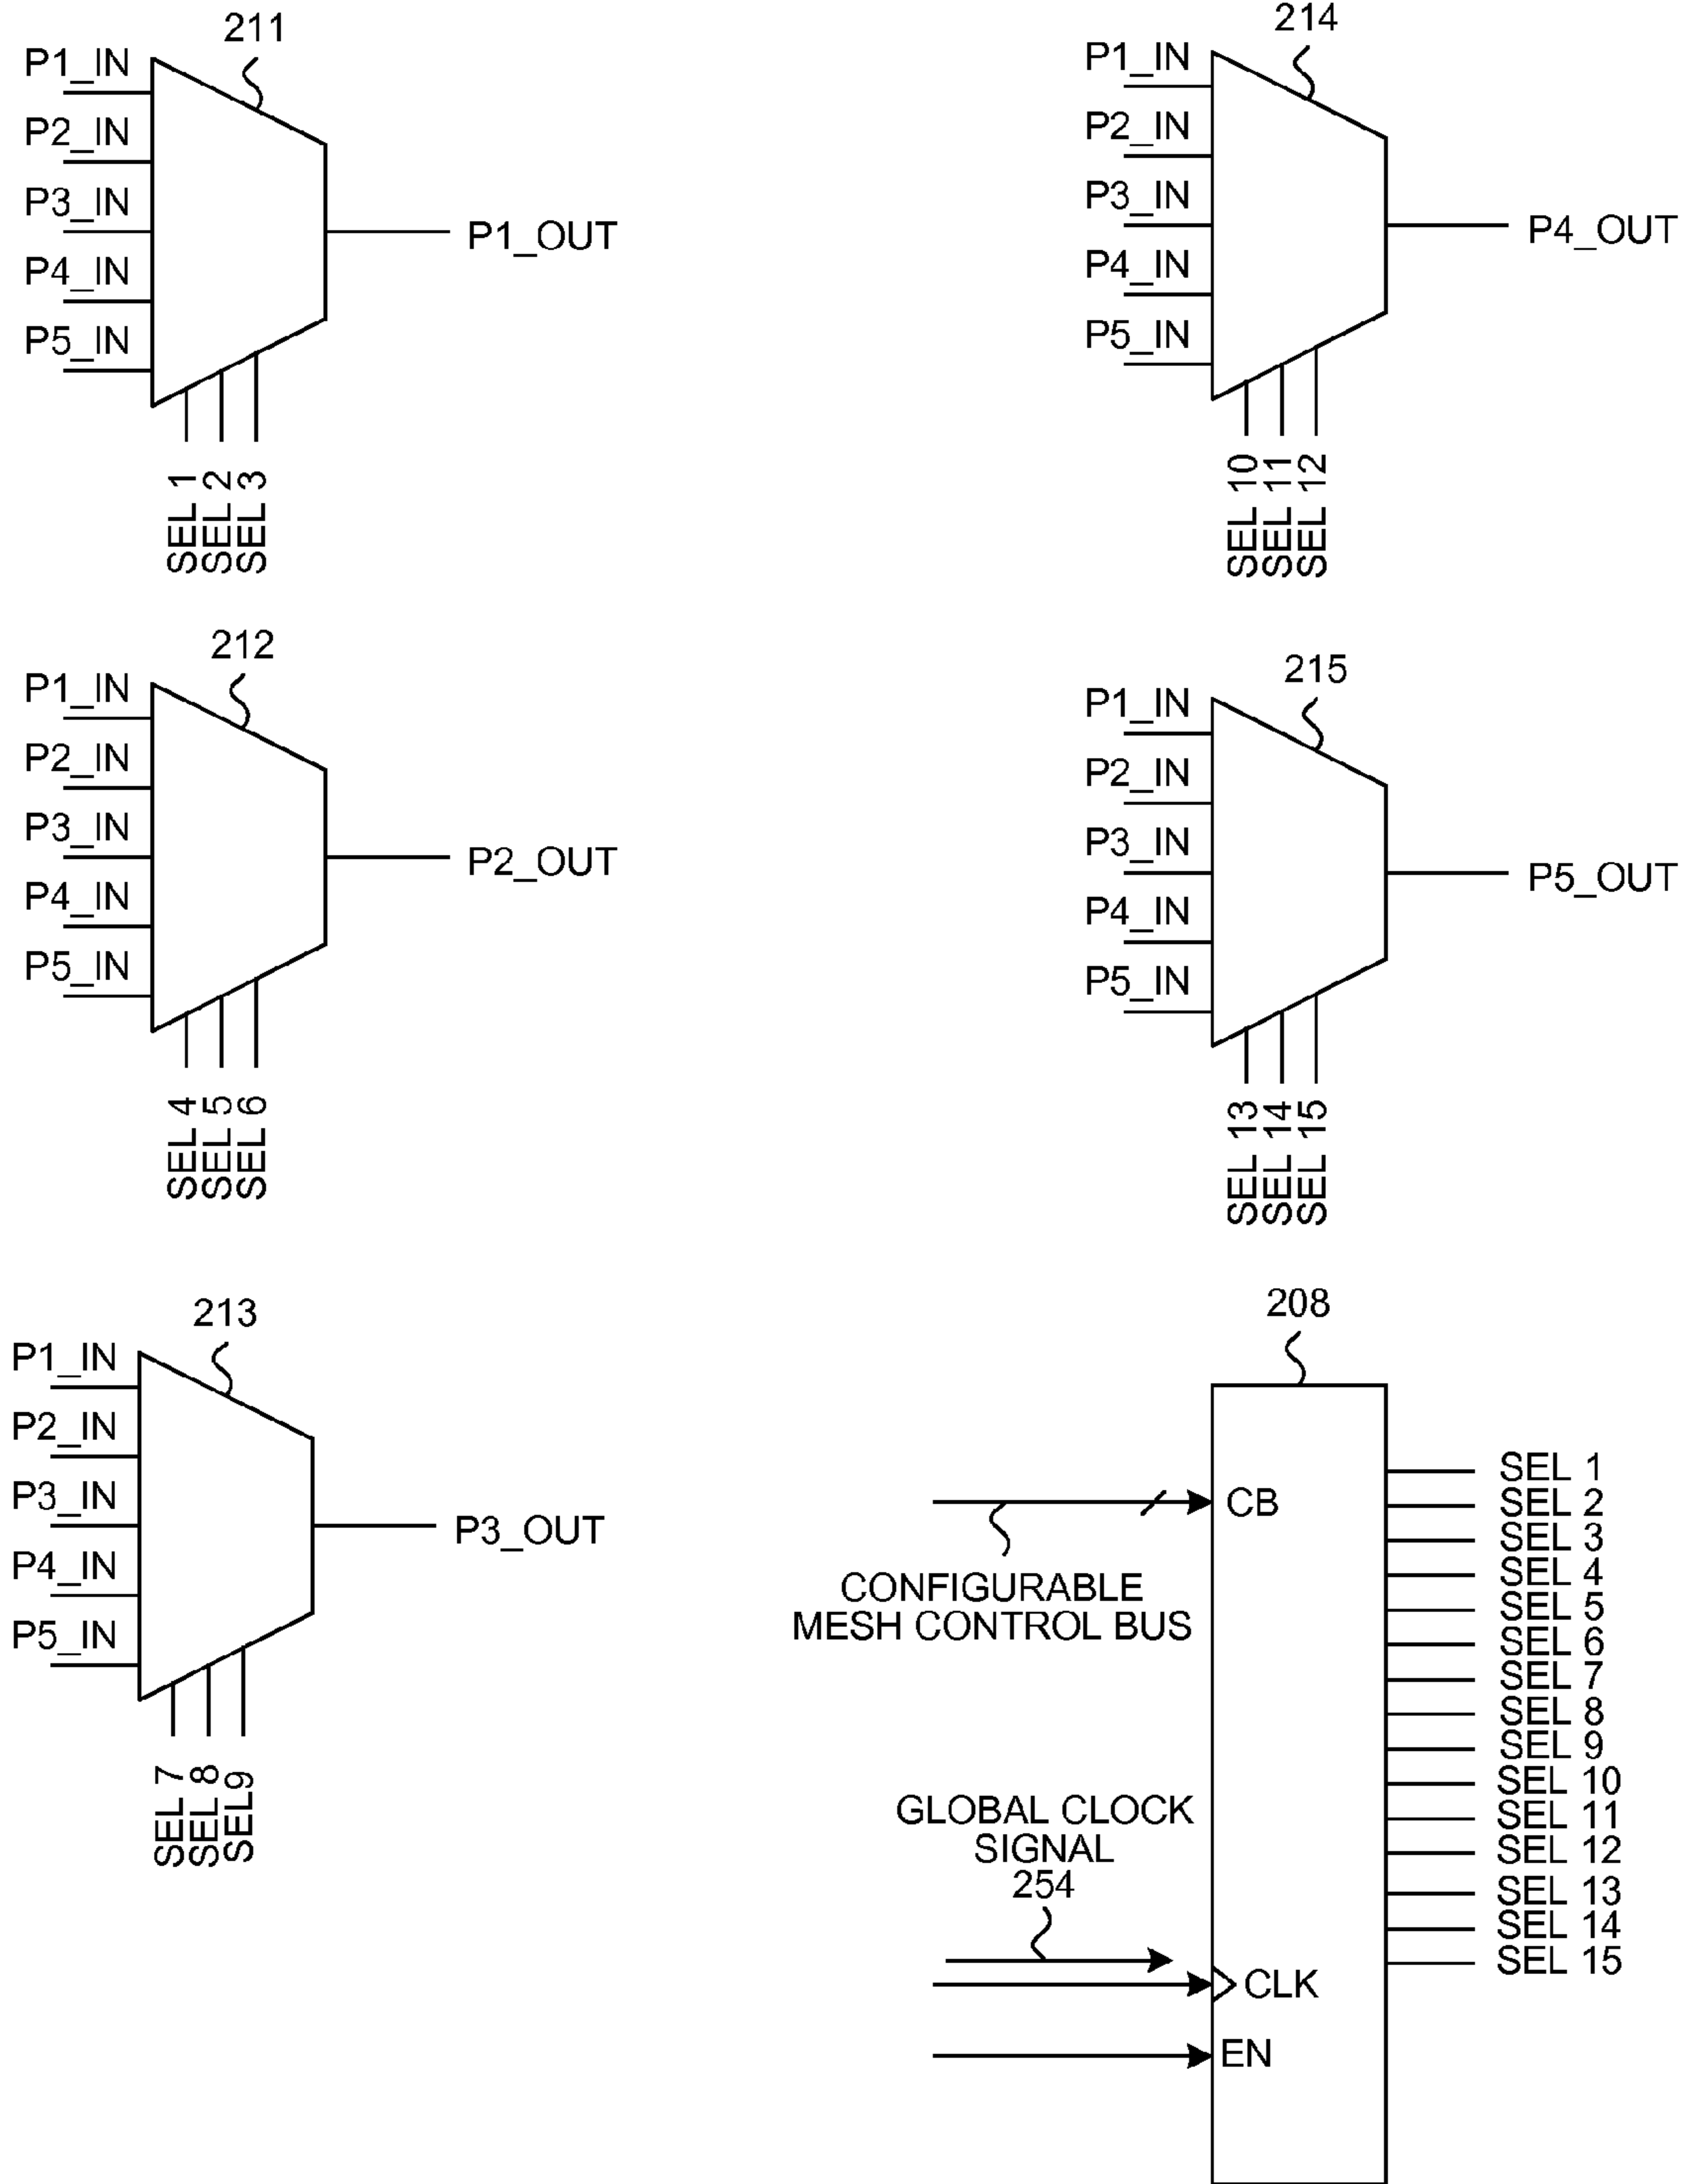 211
P1_IN
P2_IN
P3_IN
P4_IN
P5_IN
P1_OUT
SEL 1
SEL 2
SEL 3
214
P1_IN
P2_IN
P3_IN
P4_IN
P5_IN
P4_OUT
SEL 10
SEL 11
SEL 12
212
P1_IN
P2_IN
P3_IN
P4_IN
P5_IN
P2_OUT
SEL 4
SEL 5
SEL 6
215
P1_IN
P2_IN
P3_IN
P4_IN
P5_IN
P5_OUT
SEL 13
SEL 14
SEL 15
213
P1_IN
P2_IN
P3_IN
P4_IN
P5_IN
P3_OUT
SEL 7
SEL 8
SEL9
208
CB
CONFIGURABLE
MESH CONTROL BUS
GLOBAL CLOCK
SIGNAL
254
CLK
EN
SEL 1
SEL 2
SEL 3
SEL 4
SEL 5
SEL 6
SEL 7
SEL 8
SEL 9
SEL 10
SEL 11
SEL 12
SEL 13
SEL 14
SEL 15